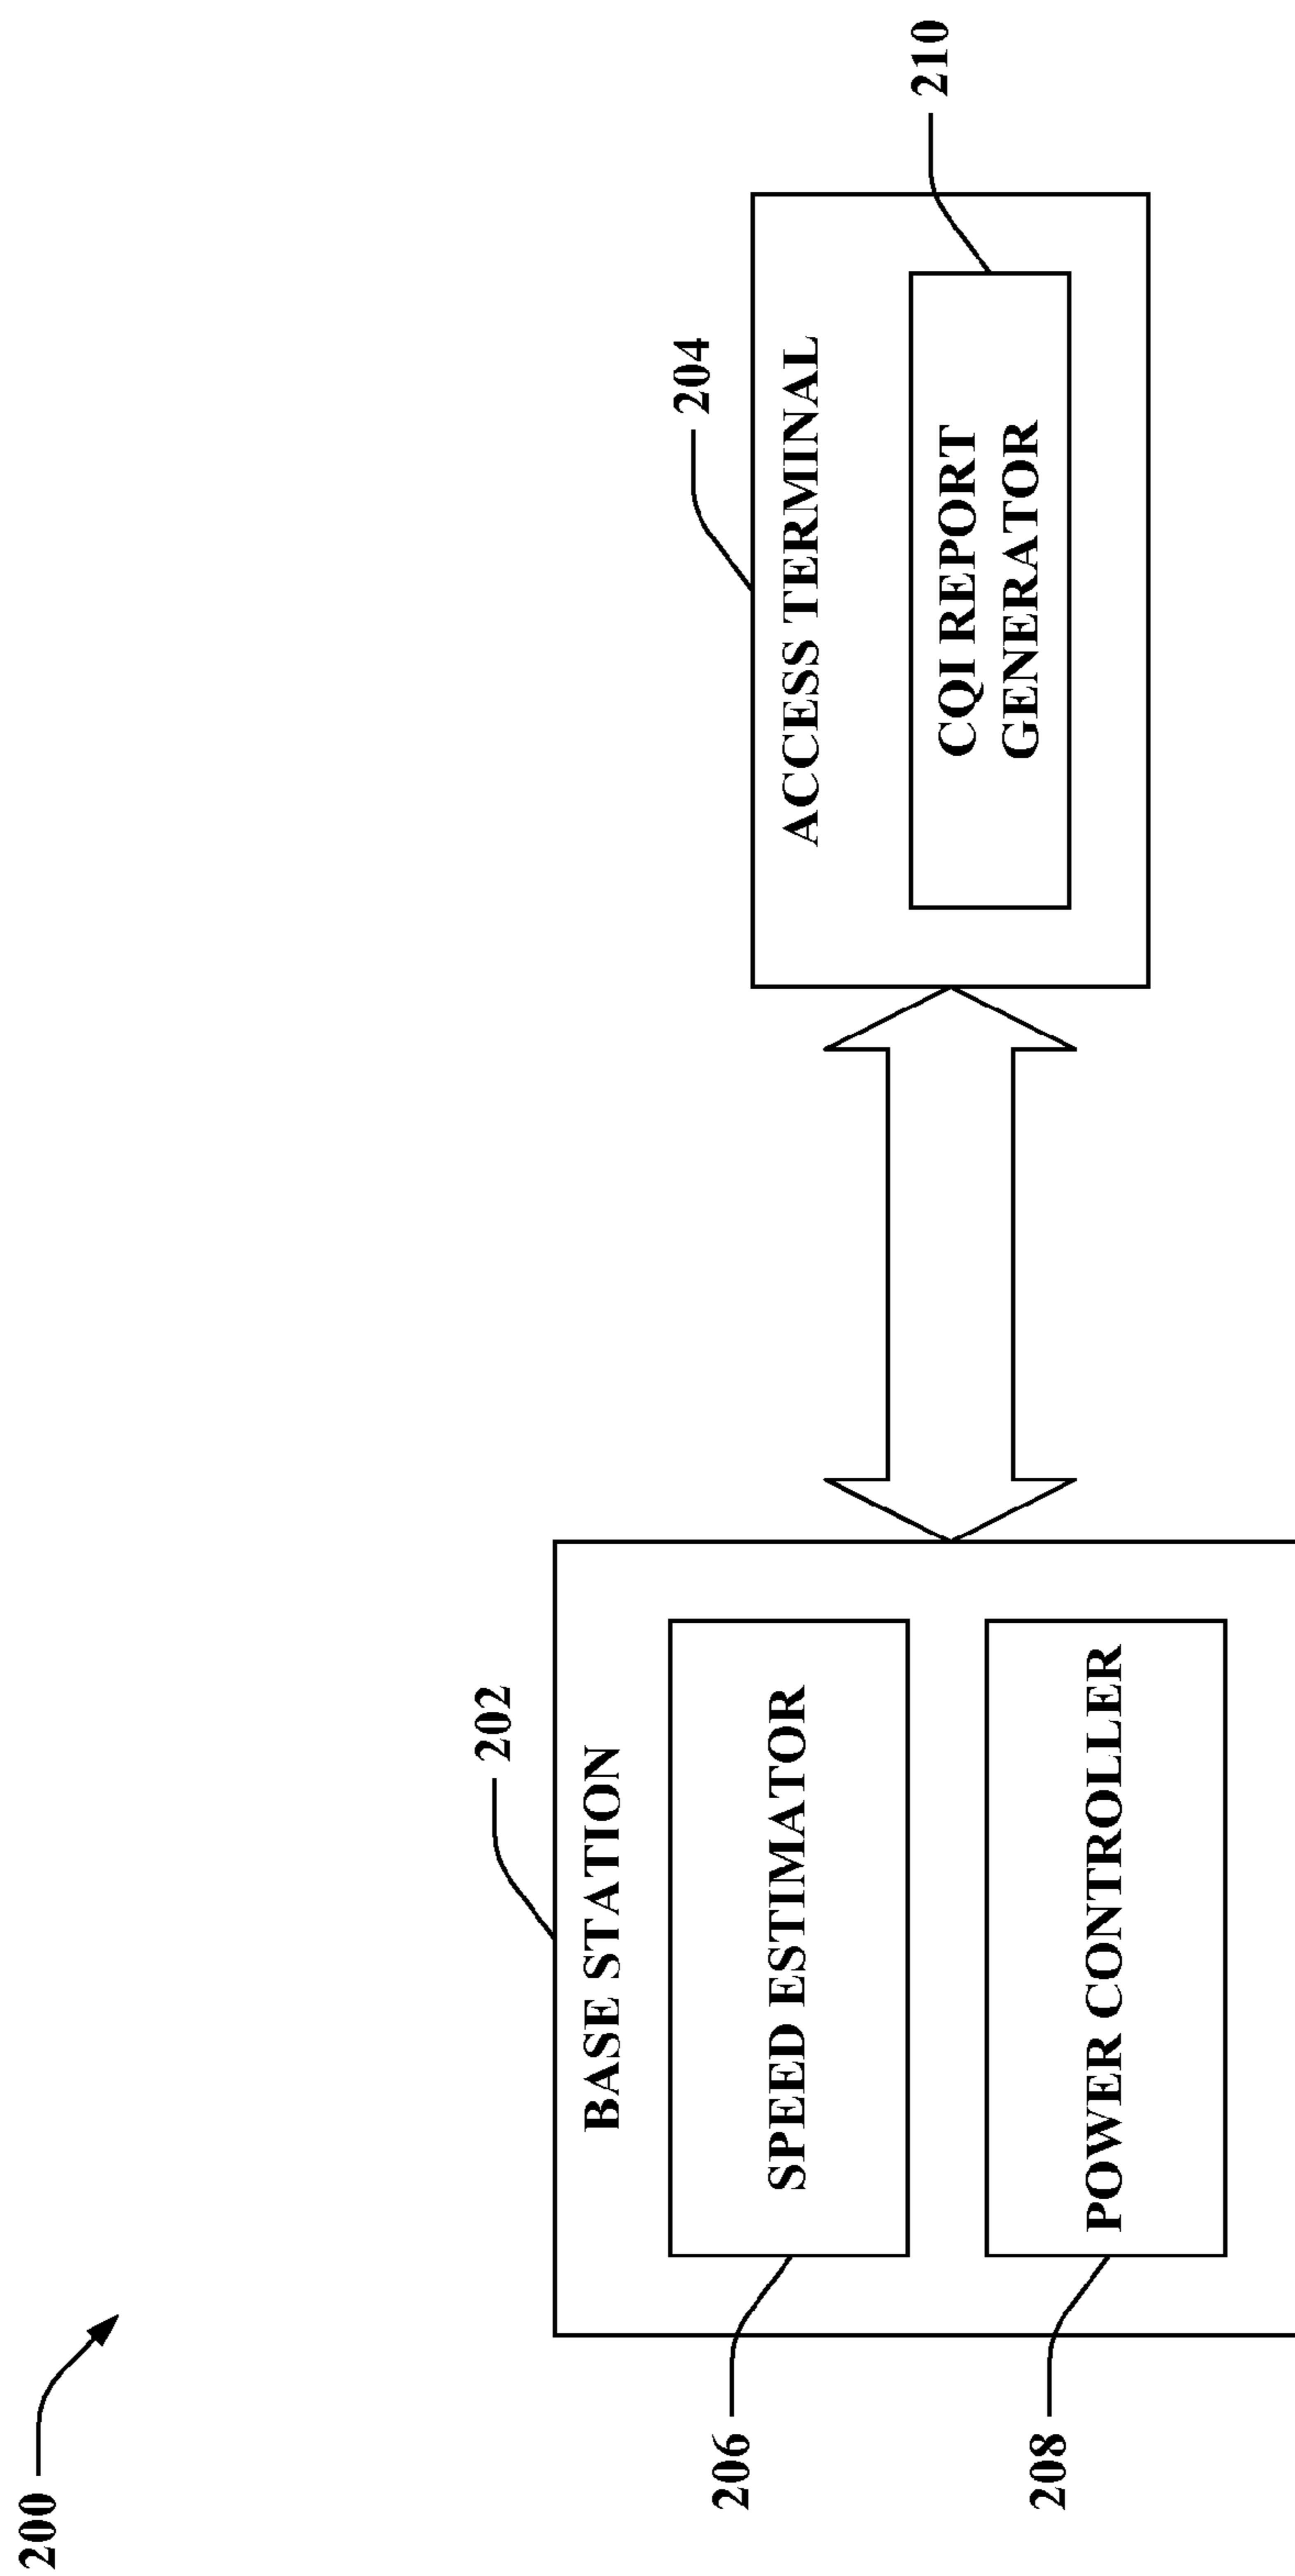 200
202
BASE STATION
206
SPEED ESTIMATOR
208
POWER CONTROLLER
204
ACCESS TERMINAL
210
CQI REPORT
GENERATOR